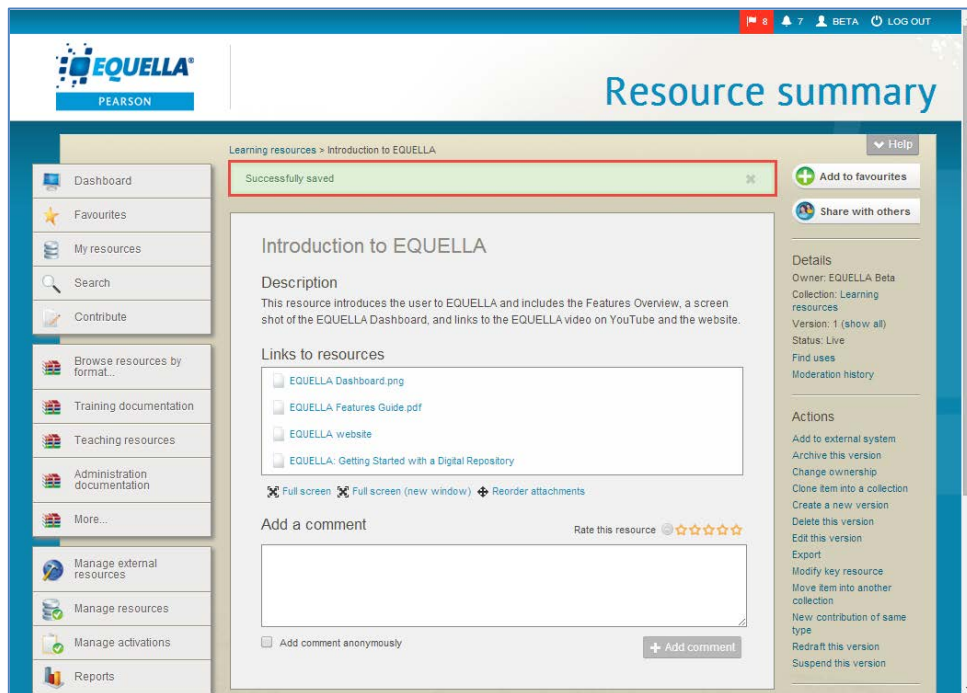 8 7 BETA LOG OUT
EQUELLA®
PEARSON
Resource summary
Learning resources > Introduction to EQUELLA
Help
Successfully saved
Dashboard
Favourites
My resources
Search
Contribute
Browse resources by
format...
Training documentation
Teaching resources
Administration
documentation
More...
Manage external
resources
Manage resources
Manage activations
Reports
Introduction to EQUELLA
Description
This resource introduces the user to EQUELLA and includes the Features Overview, a screen
shot of the EQUELLA Dashboard, and links to the EQUELLA video on YouTube and the website.
Links to resources
EQUELLA Dashboard.png
EQUELLA Features Guide.pdf
EQUELLA website
EQUELLA: Getting Started with a Digital Repository
Full screen Full screen (new window) Reorder attachments
Add a comment
Rate this resource
Add comment anonymously
+ Add comment
Add to favourites
Share with others
Details
Owner: EQUELLA Beta
Collection: Learning
resources
Version: 1 (show all)
Status: Live
Find uses
Moderation history
Actions
Add to external system
Archive this version
Change ownership
Clone item into a collection
Create a new version
Delete this version
Edit this version
Export
Modify key resource
Move item into another
collection
New contribution of same
type
Redraft this version
Suspend this version